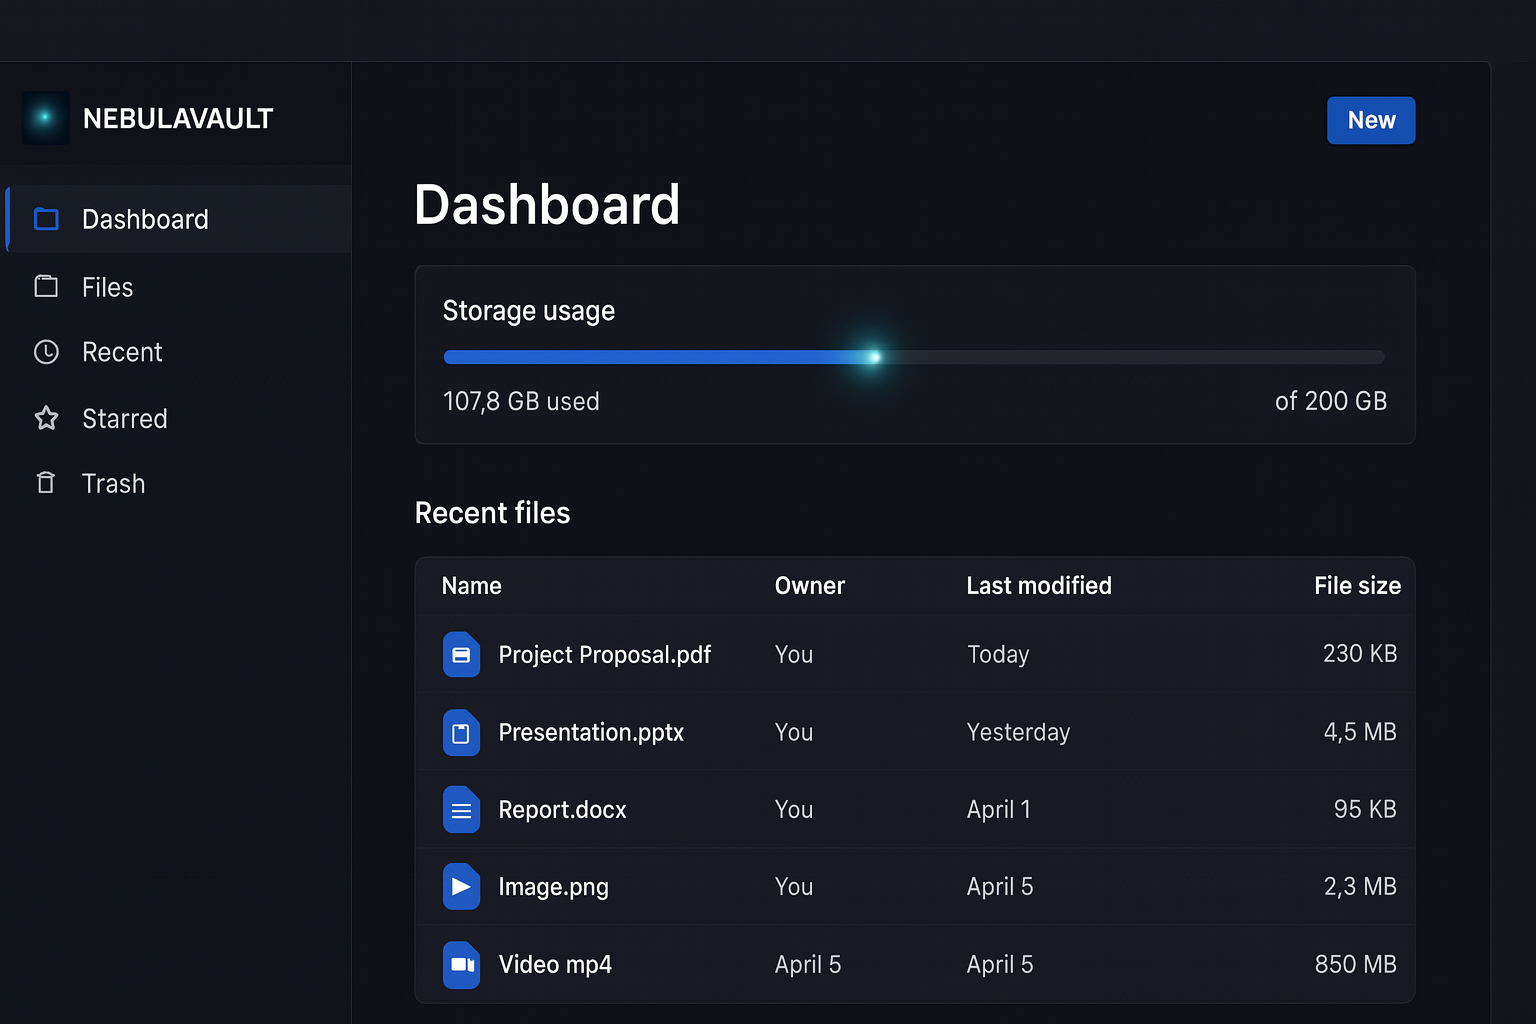 NEBULAVAULT
New
Dashboard
Files
Recent
Starred
Trash
Dashboard
Storage usage
107,8 GB used of 200 GB
Recent files
Name Owner Last modified File size
Project Proposal.pdf You Today 230 KB
Presentation.pptx You Yesterday 4,5 MB
Report.docx You April 1 95 KB
Image.png You April 5 2,3 MB
Video mp4 April 5 April 5 850 MB